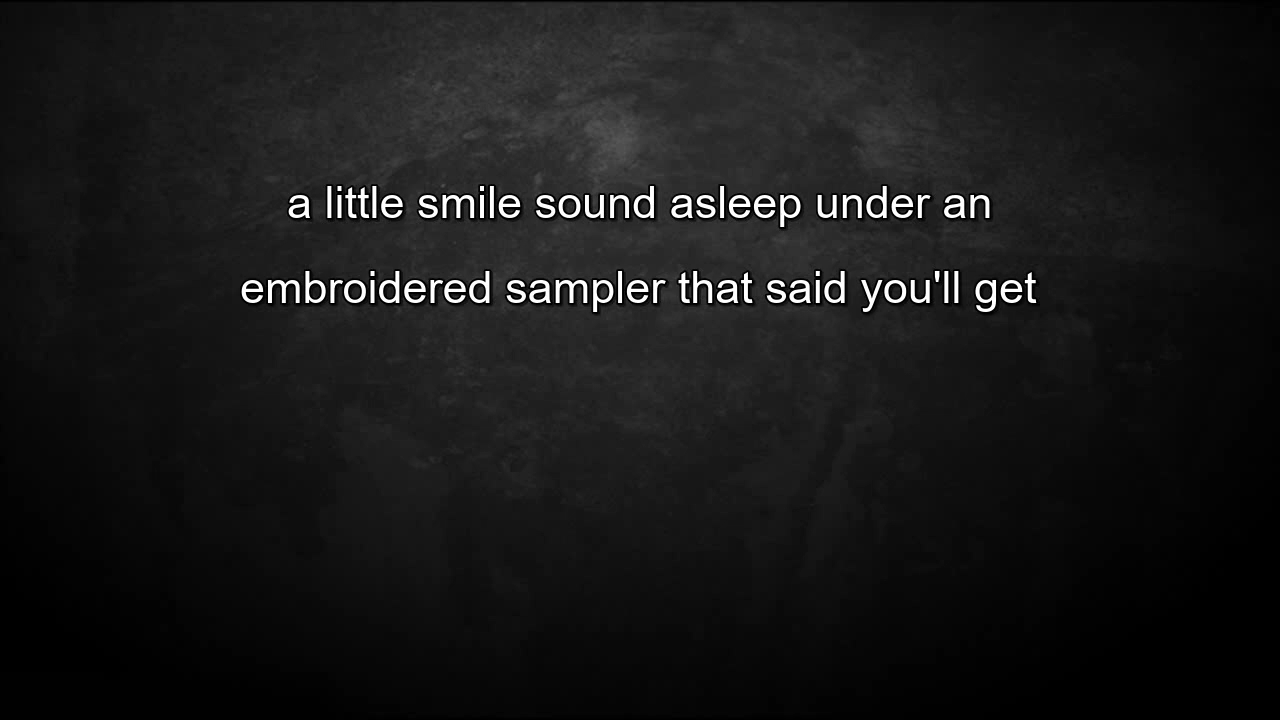 a little smile sound asleep under an
embroidered sampler that said you'll get